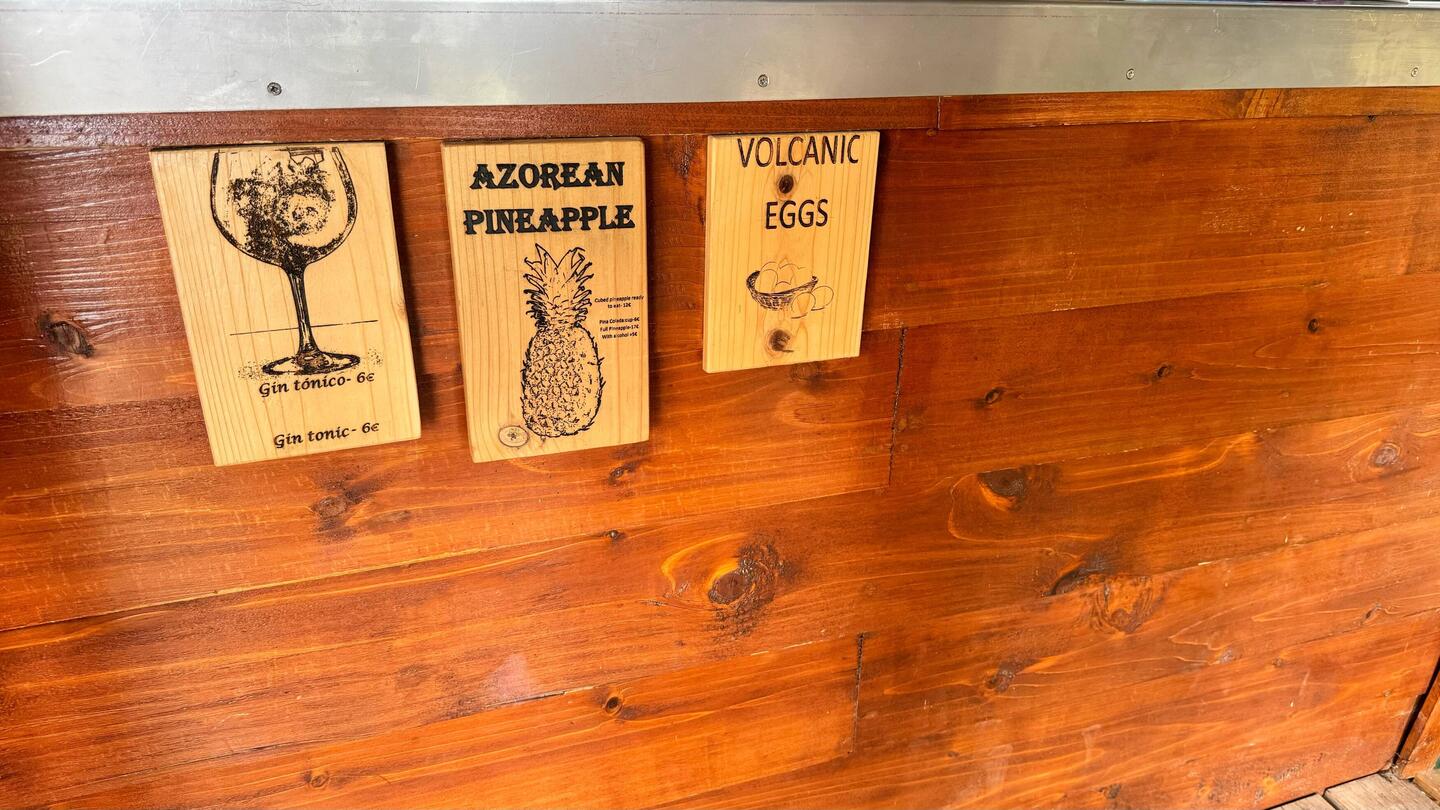 Gin tónico- 6€
Gin tonic- 6€
AZOREAN
PINEAPPLE
Cubed pineapple ready
to eat- 12€
Pina Colada:cup-6€
Full Pineapple-17€
With alcohol +5€
VOLCANIC
EGGS